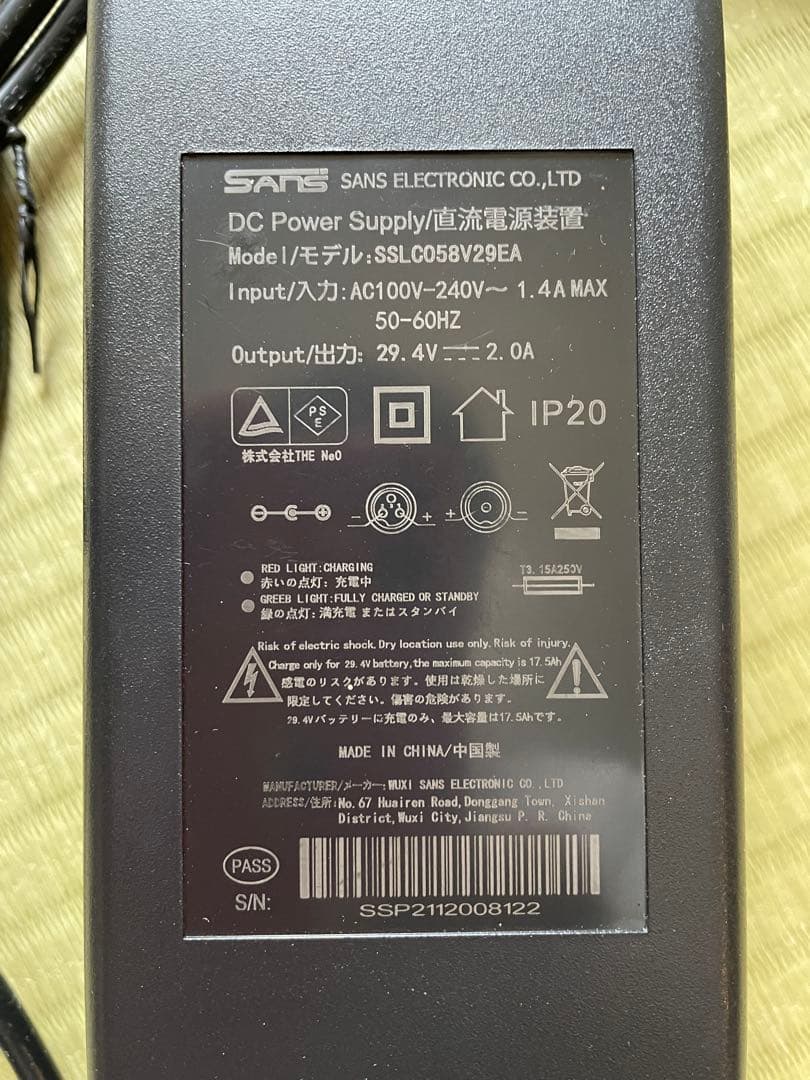 SANS SANS ELECTRONIC CO.,LTD
DC Power Supply/直流電源装置
Model/モデル:SSLC058V29EA
Input/入力:AC100V-240V～ 1.4A MAX
50-60HZ
Output/出力: 29.4V⎓2.0A
PS
E
IP20
株式会社THE NeO
RED LIGHT:CHARGING
赤いの点灯: 充電中
GREEB LIGHT:FULLY CHARGED OR STANDBY
緑の点灯: 満充電 またはスタンバイ
T3.15A250V
Risk of electric shock. Dry location use only. Risk of injury.
Charge only for 29.4V battery,the maximum capacity is 17.5Ah
感電のリスクがあります。使用は乾燥した場所に
限定してください。傷害の危険があります。
29.4Vバッテリーに充電のみ、最大容量は17.5Ahです。
MADE IN CHINA/中国製
MANUFACTURER/メーカー:WUXI SANS ELECTRONIC CO.,LTD
ADDRESS/住所:No.67 Huairen Road,Donggang Town, Xishan
District,Wuxi City,Jiangsu P. R. China
PASS
S/N:
SSP2112008122